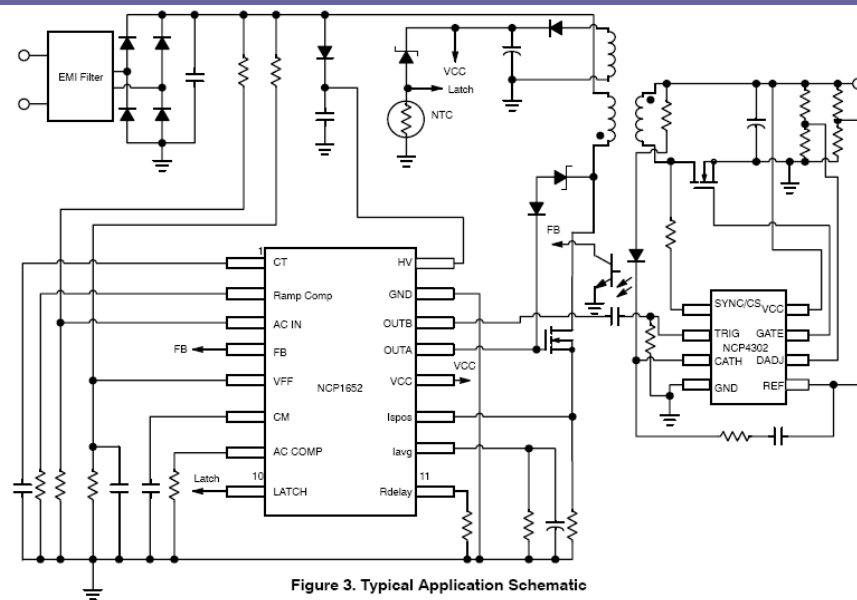 EMI Filter
VCC
Latch
NTC
FB
1
CT
HV
Ramp Comp
GND
AC IN
OUTB
FB
FB
OUTA
NCP1652
VFF
VCC
VCC
CM
Ispos
AC COMP
Iavg
Latch
10
11
LATCH
Rdelay
SYNC/CS
VCC
TRIG
GATE
NCP4302
CATH
DADJ
GND
REF
Figure 3. Typical Application Schematic